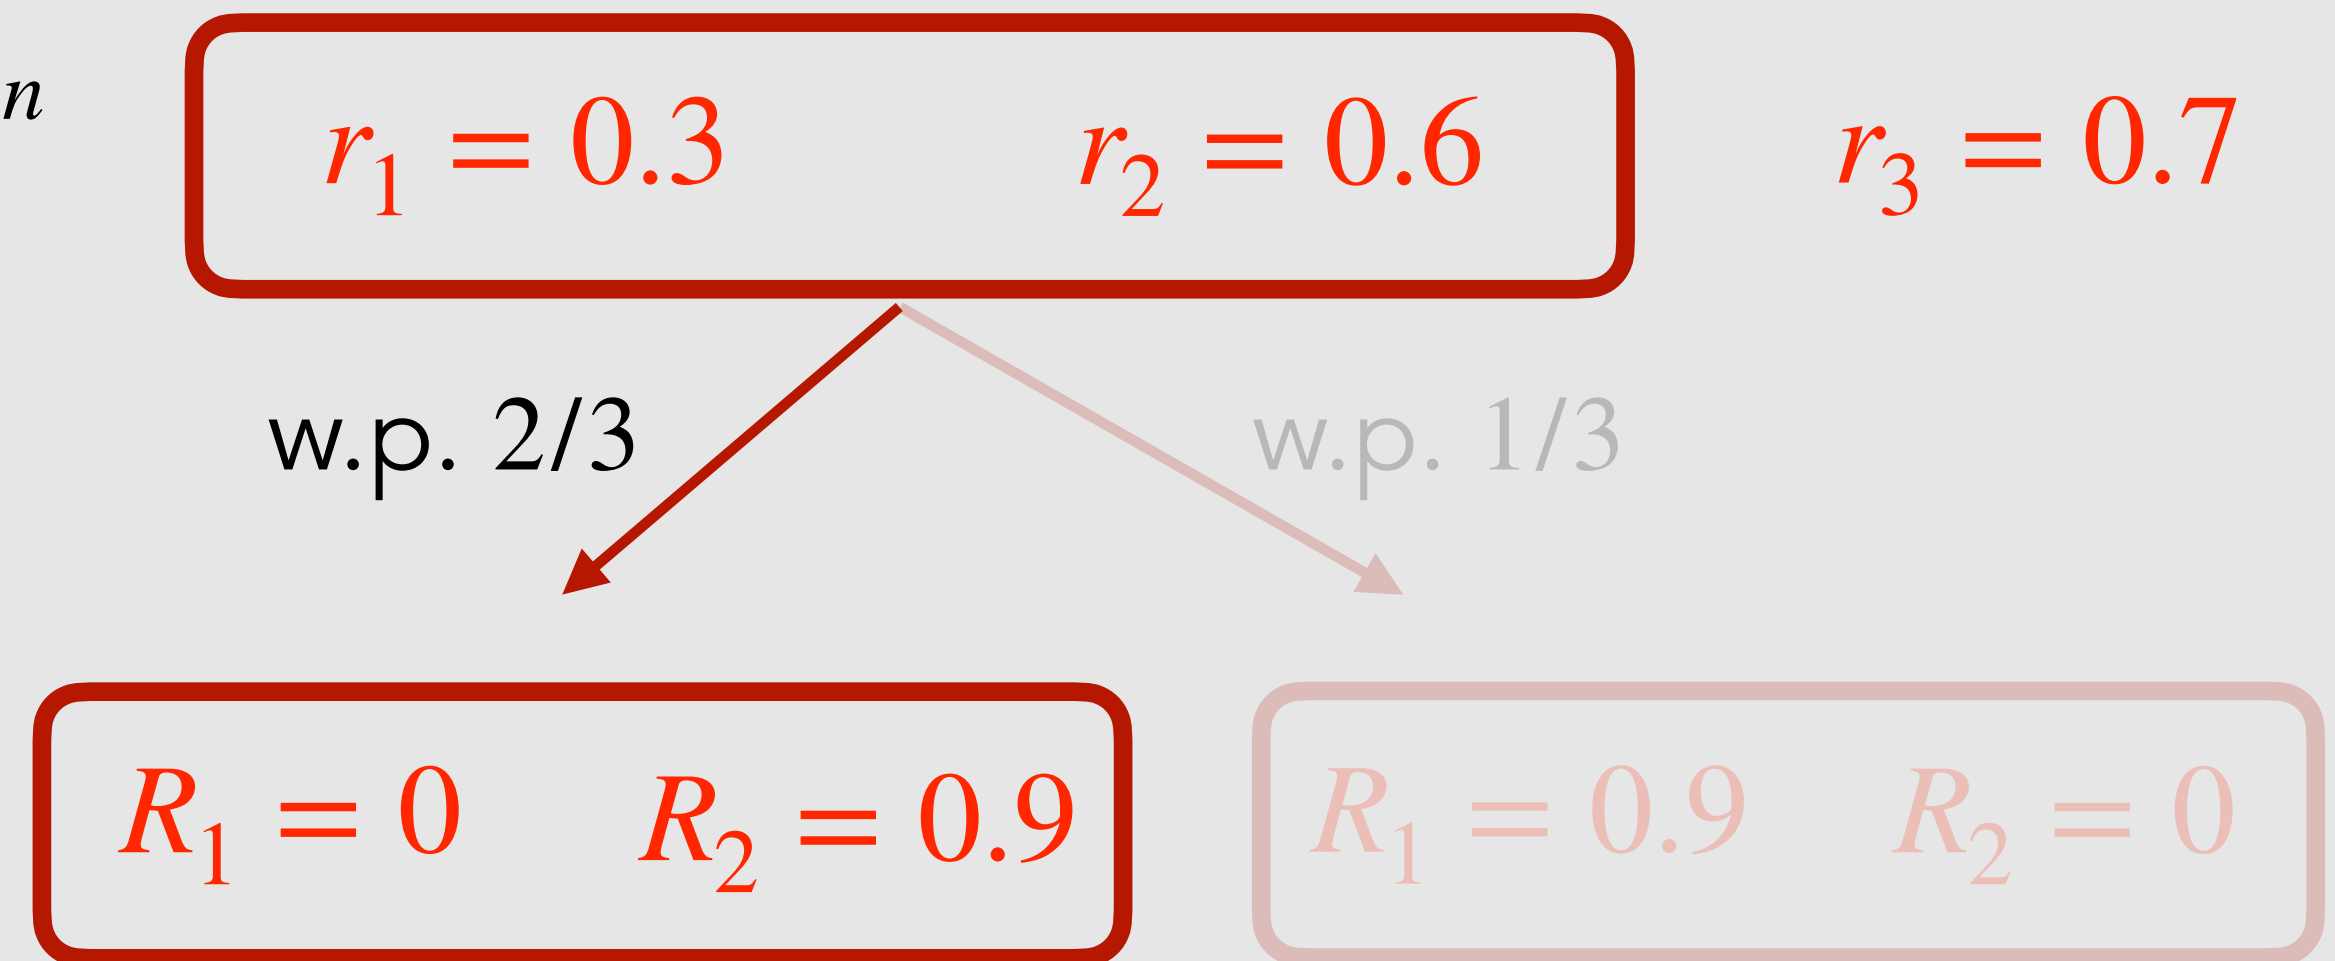 n
r₁ = 0.3 r₂ = 0.6 r₃ = 0.7
w.p. 2/3 w.p. 1/3
R₁ = 0 R₂ = 0.9 R₁ = 0.9 R₂ = 0